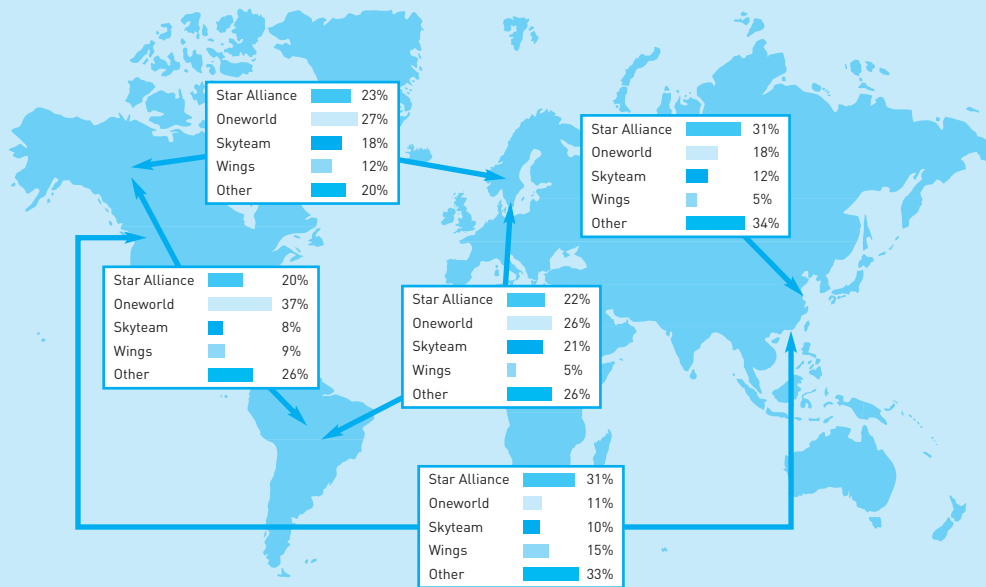 Star Alliance 23%
Oneworld 27%
Skyteam 18%
Wings 12%
Other 20%
Star Alliance 31%
Oneworld 18%
Skyteam 12%
Wings 5%
Other 34%
Star Alliance 20%
Oneworld 37%
Skyteam 8%
Wings 9%
Other 26%
Star Alliance 22%
Oneworld 26%
Skyteam 21%
Wings 5%
Other 26%
Star Alliance 31%
Oneworld 11%
Skyteam 10%
Wings 15%
Other 33%